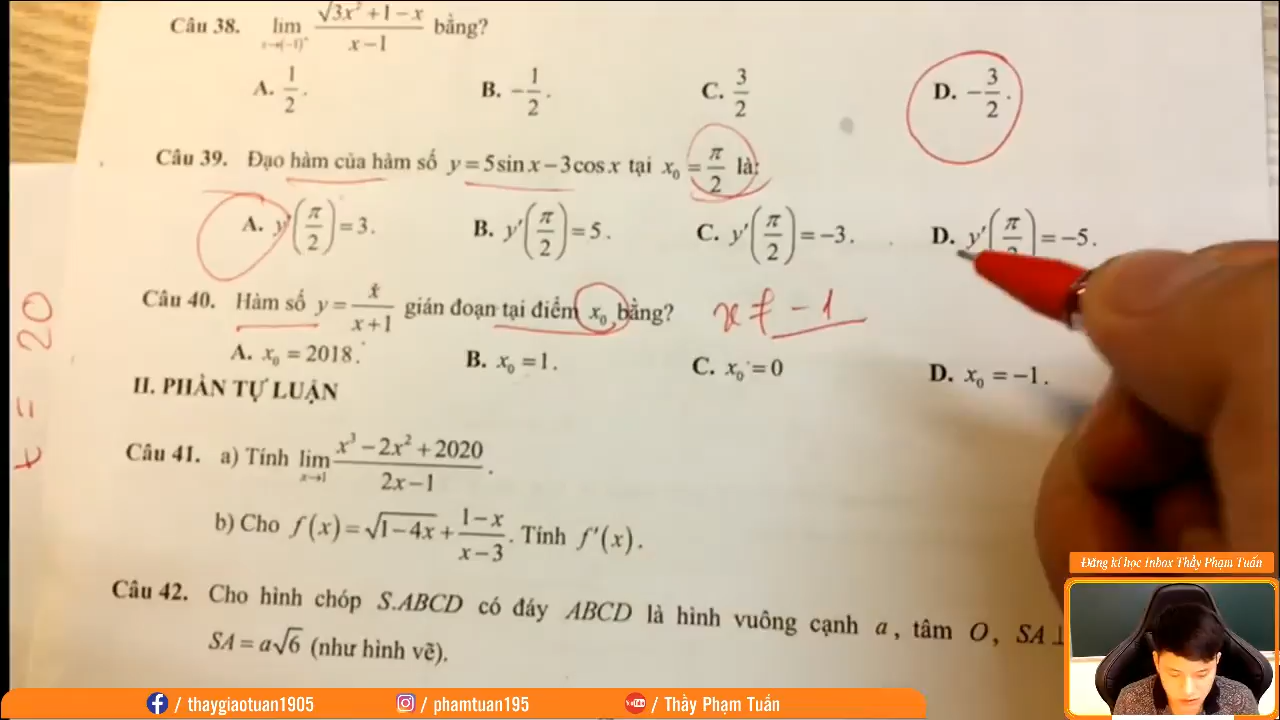 Câu 38. lim x→(-1)⁻ (√3x² + 1 − x)/(x − 1) bằng?
A. 1/2. B. −1/2. C. 3/2 D. −3/2.
Câu 39. Đạo hàm của hàm số y = 5sin x − 3cos x tại x₀ = π/2 là:
A. y'(π/2) = 3. B. y'(π/2) = 5. C. y'(π/2) = −3. D. y'(π/2) = −5.
Câu 40. Hàm số y = x/(x+1) gián đoạn tại điểm x₀ bằng? x ≠ −1
A. x₀ = 2018. B. x₀ = 1. C. x₀ = 0 D. x₀ = −1.
II. PHẦN TỰ LUẬN
Câu 41. a) Tính lim x→1 (x³ − 2x² + 2020)/(2x − 1).
b) Cho f(x) = √1−4x + (1−x)/(x−3). Tính f'(x).
Câu 42. Cho hình chóp S.ABCD có đáy ABCD là hình vuông cạnh a, tâm O, SA ⊥
SA = a√6 (như hình vẽ).
t = 20
Đăng kí học Inbox Thầy Phạm Tuấn
/ thaygiaotuan1905 / phamtuan195 / Thầy Phạm Tuấn